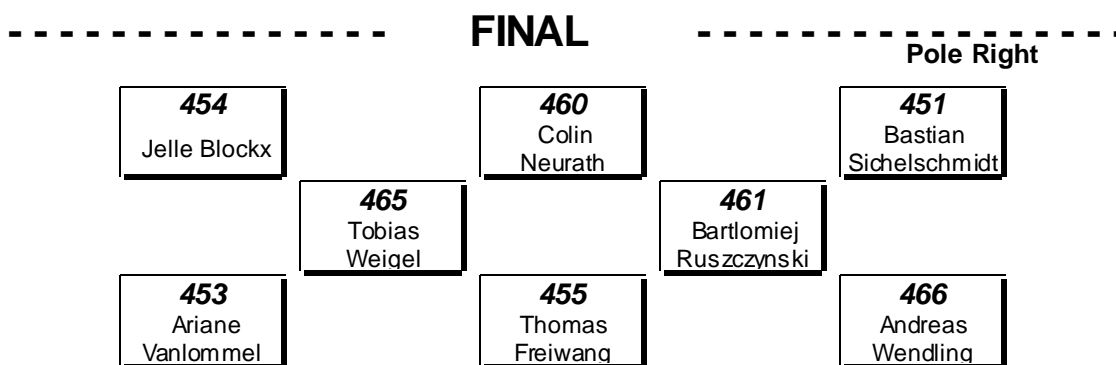 FINAL
Pole Right
454
Jelle Blockx
460
Colin
Neurath
451
Bastian
Sichelschmidt
465
Tobias
Weigel
461
Bartlomiej
Ruszczynski
453
Ariane
Vanlommel
455
Thomas
Freiwang
466
Andreas
Wendling